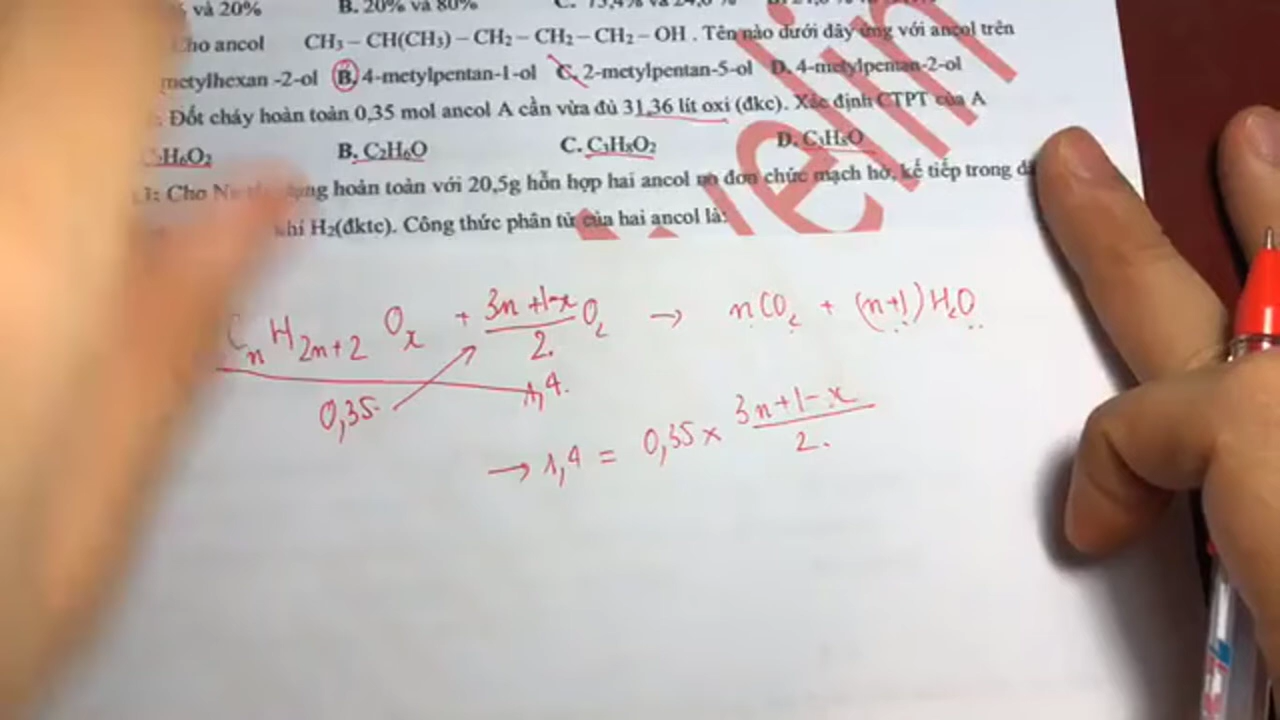 và 20% B. 20% và 80% C.
Cho ancol CH₃ – CH(CH₃) – CH₂ – CH₂ – CH₂ – OH . Tên nào dưới đây ứng với ancol trên
metylhexan -2-ol B. 4-metylpentan-1-ol C. 2-metylpentan-5-ol D. 4-metylpentan-2-ol
: Đốt cháy hoàn toàn 0,35 mol ancol A cần vừa đủ 31,36 lít oxi (đkc). Xác định CTPT của A
H₆O₂ B. C₂H₆O C. C₃H₈O₂ D. C₃H₈O
1: Cho dụng hoàn toàn với 20,5g hỗn hợp hai ancol no đơn chức mạch hở, kế tiếp trong
khí H₂(đktc). Công thức phân tử của hai ancol là:
CₙH₂ₙ₊₂Oₓ + (3n+1-x)/2 O₂ → nCO₂ + (n+1)H₂O
0,35 1,4
→ 1,4 = 0,35 × (3n+1-x)/2